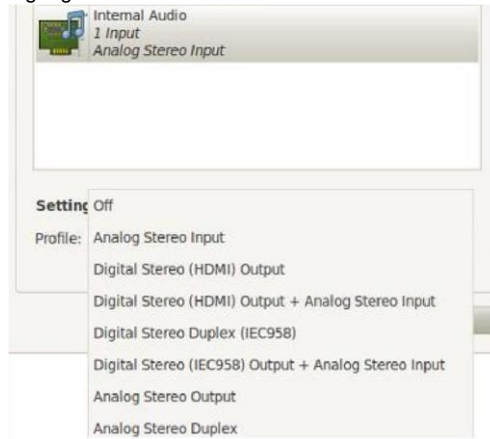 Internal Audio
1 Input
Analog Stereo Input
Setting
Off
Profile:
Analog Stereo Input
Digital Stereo (HDMI) Output
Digital Stereo (HDMI) Output + Analog Stereo Input
Digital Stereo Duplex (IEC958)
Digital Stereo (IEC958) Output + Analog Stereo Input
Analog Stereo Output
Analog Stereo Duplex